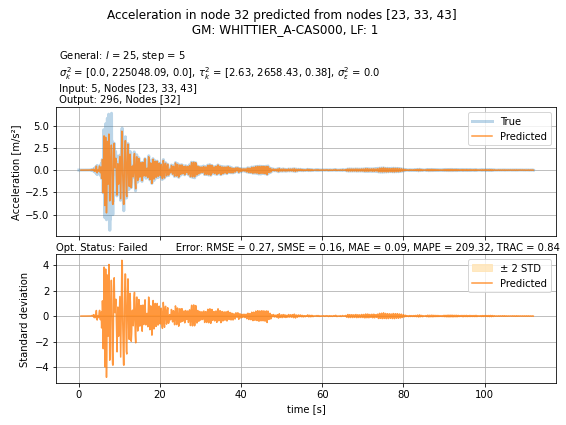 Acceleration in node 32 predicted from nodes [23, 33, 43]
GM: WHITTIER_A-CAS000, LF: 1
General: l = 25, step = 5
σ²ₖ = [0.0, 225048.09, 0.0], τ²ₖ = [2.63, 2658.43, 0.38], σ²ε = 0.0
Input: 5, Nodes [23, 33, 43]
Output: 296, Nodes [32]
True
Predicted
5.0
2.5
0.0
−2.5
−5.0
Acceleration [m/s²]
Opt. Status: Failed Error: RMSE = 0.27, SMSE = 0.16, MAE = 0.09, MAPE = 209.32, TRAC = 0.84
± 2 STD
Predicted
4
2
0
−2
−4
Standard deviation
0 20 40 60 80 100
time [s]